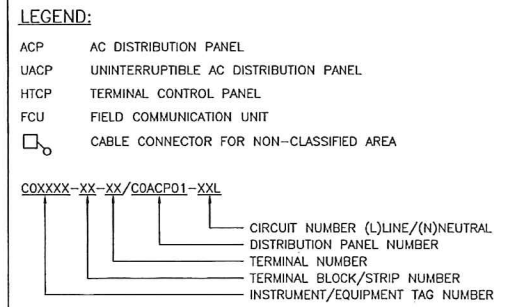 LEGEND:
ACP AC DISTRIBUTION PANEL
UACP UNINTERRUPTIBLE AC DISTRIBUTION PANEL
HTCP TERMINAL CONTROL PANEL
FCU FIELD COMMUNICATION UNIT
CABLE CONNECTOR FOR NON-CLASSIFIED AREA
COXXXX-XX-XX/COACP01-XXL
CIRCUIT NUMBER (L)LINE/(N)NEUTRAL
DISTRIBUTION PANEL NUMBER
TERMINAL NUMBER
TERMINAL BLOCK/STRIP NUMBER
INSTRUMENT/EQUIPMENT TAG NUMBER